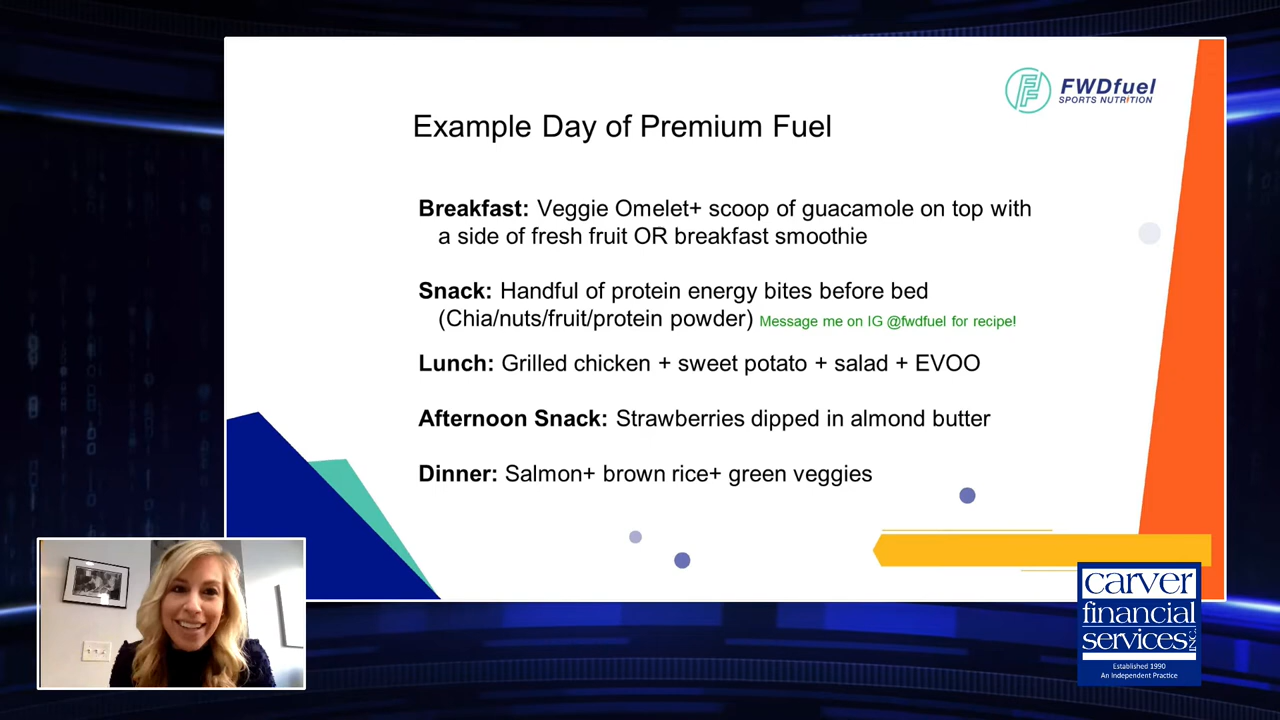 FWDfuel
SPORTS NUTRITION
Example Day of Premium Fuel
Breakfast: Veggie Omelet+ scoop of guacamole on top with
a side of fresh fruit OR breakfast smoothie
Snack: Handful of protein energy bites before bed
(Chia/nuts/fruit/protein powder) Message me on IG @fwdfuel for recipe!
Lunch: Grilled chicken + sweet potato + salad + EVOO
Afternoon Snack: Strawberries dipped in almond butter
Dinner: Salmon+ brown rice+ green veggies
carver
financial
services INC.
Established 1990
An Independent Practice